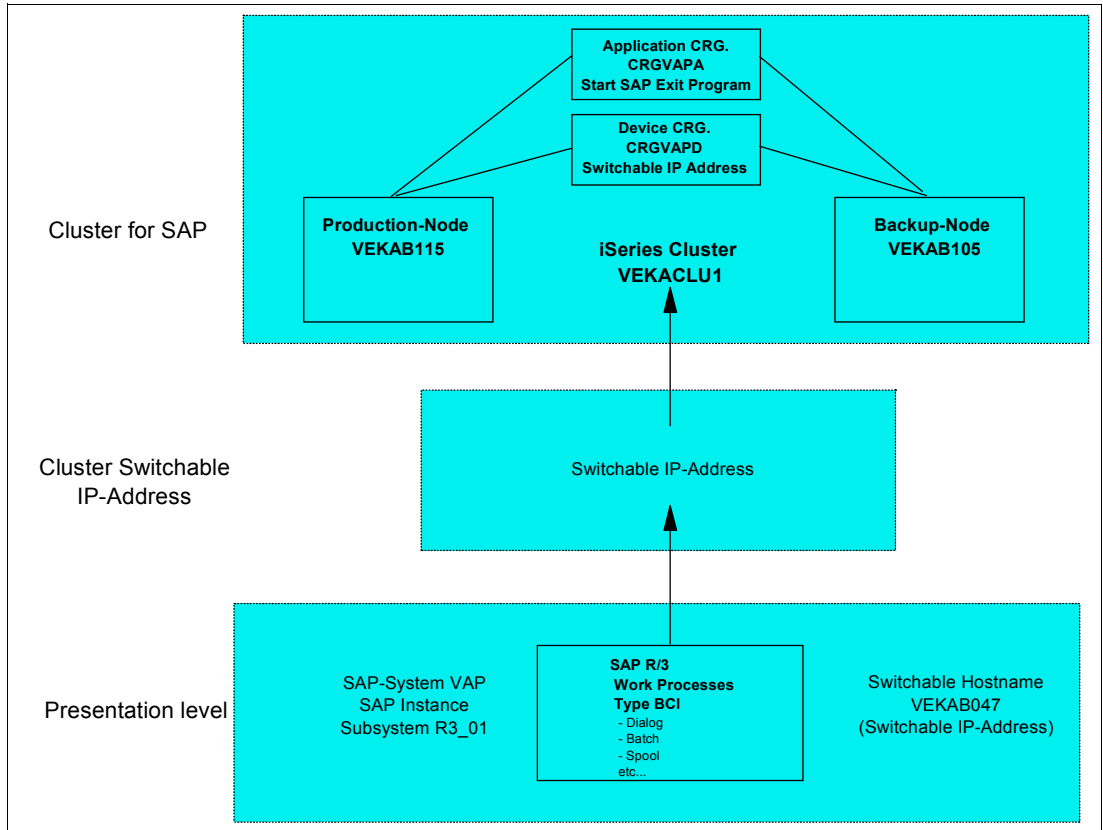 Application CRG.
CRGVAPA
Start SAP Exit Program
Device CRG.
CRGVAPD
Switchable IP Address
Cluster for SAP
Production-Node
VEKAB115
iSeries Cluster
VEKACLU1
Backup-Node
VEKAB105
Cluster Switchable
IP-Address
Switchable IP-Address
Presentation level
SAP-System VAP
SAP Instance
Subsystem R3_01
SAP R/3
Work Processes
Type BCI
- Dialog
- Batch
- Spool
etc...
Switchable Hostname
VEKAB047
(Switchable IP-Address)